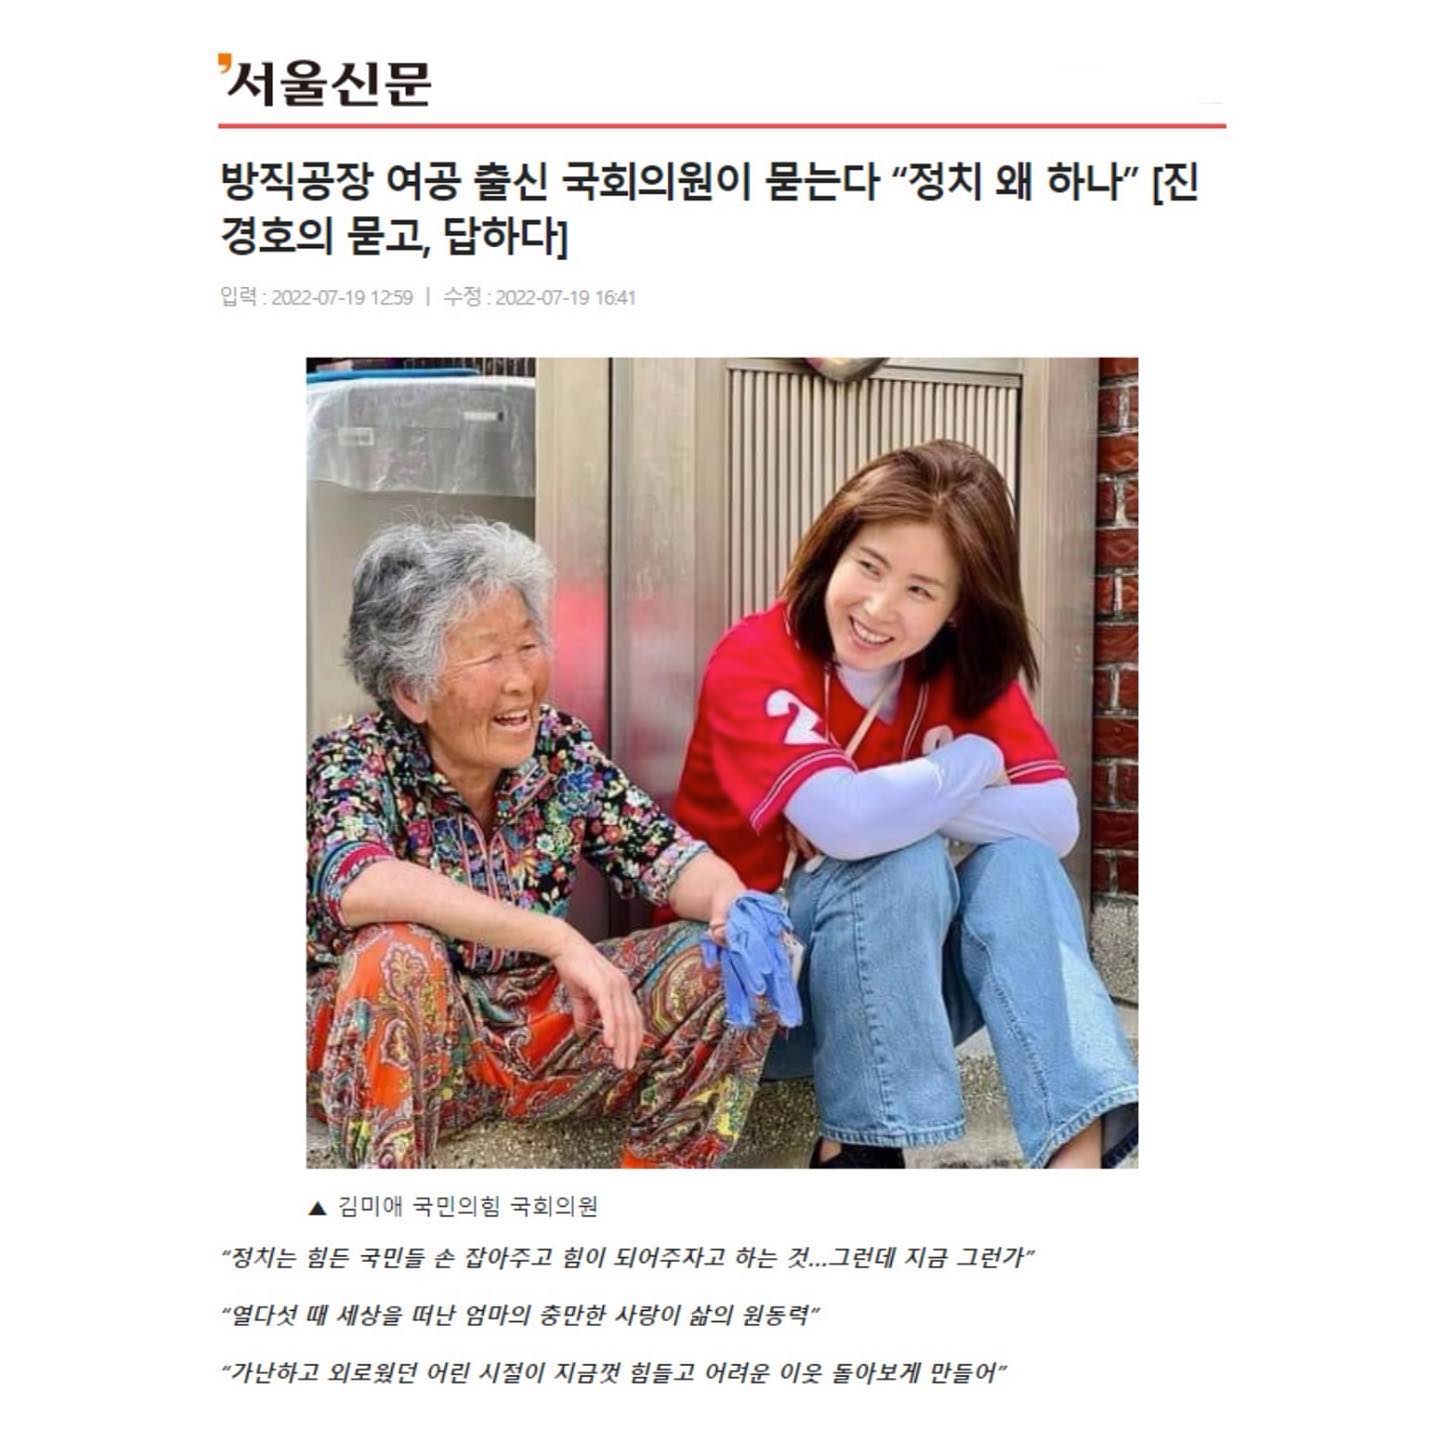 서울신문
방직공장 여공 출신 국회의원이 묻는다 “정치 왜 하나” [진
경호의 묻고, 답하다]
입력 : 2022-07-19 12:59 | 수정 : 2022-07-19 16:41
2
▲ 김미애 국민의힘 국회의원
“정치는 힘든 국민들 손 잡아주고 힘이 되어주자고 하는 것...그런데 지금 그런가”
“열다섯 때 세상을 떠난 엄마의 충만한 사랑이 삶의 원동력”
“가난하고 외로웠던 어린 시절이 지금껏 힘들고 어려운 이웃 돌아보게 만들어”